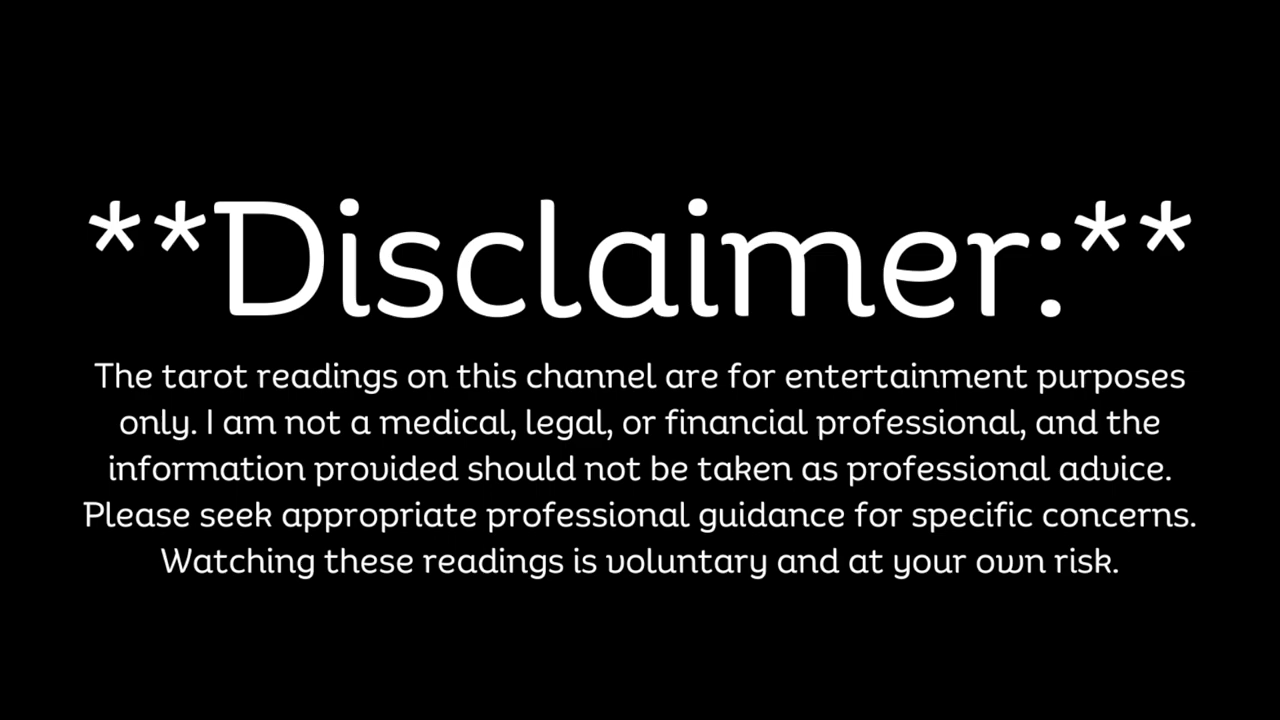 **Disclaimer:**
The tarot readings on this channel are for entertainment purposes
only. I am not a medical, legal, or financial professional, and the
information provided should not be taken as professional advice.
Please seek appropriate professional guidance for specific concerns.
Watching these readings is voluntary and at your own risk.